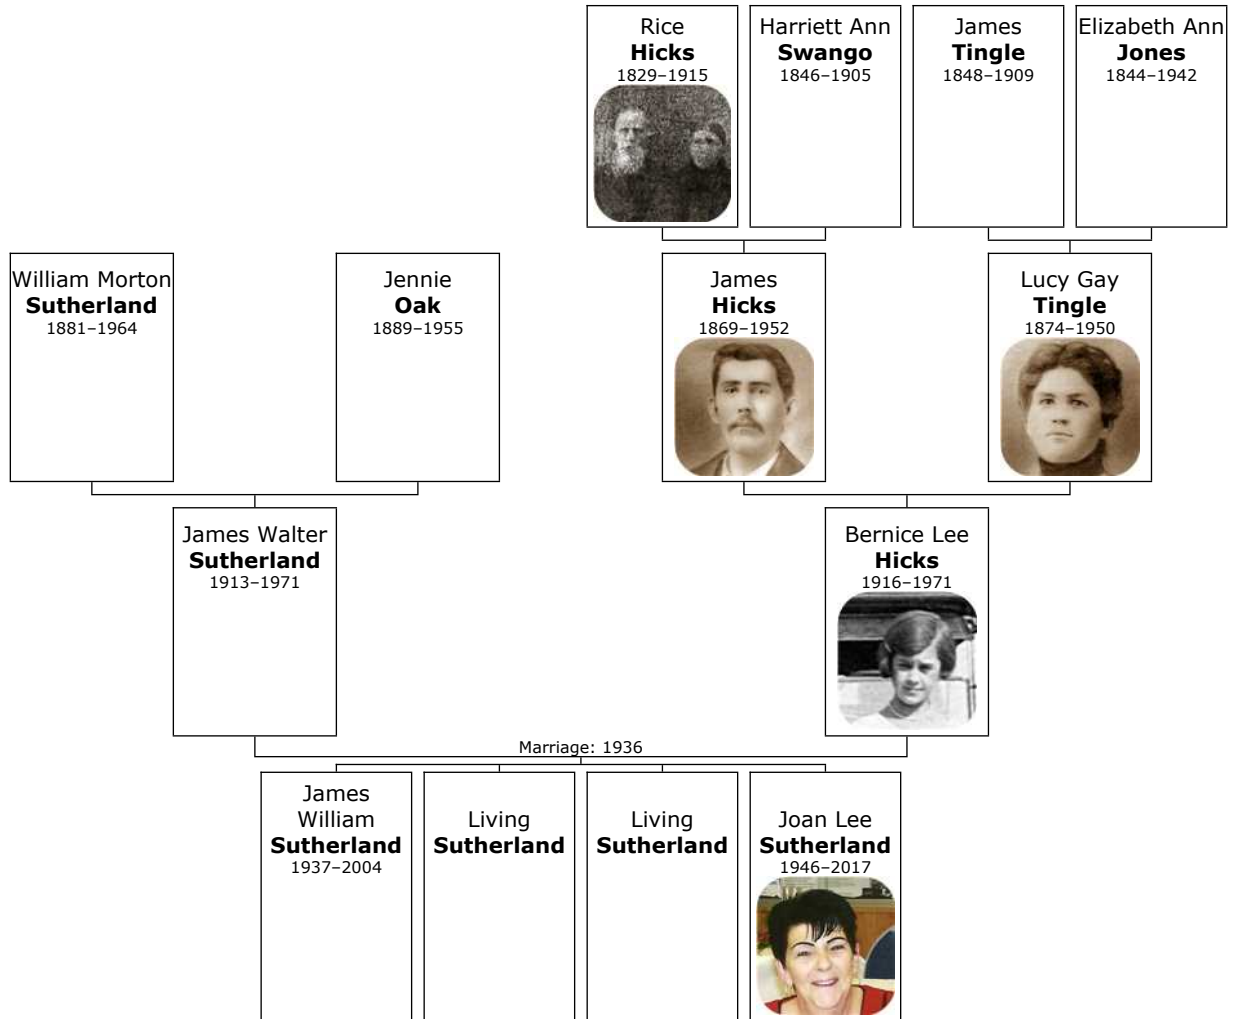 Rice
Hicks
1829–1915
Harriett Ann
Swango
1846–1905
James
Tingle
1848–1909
Elizabeth Ann
Jones
1844–1942
William Morton
Sutherland
1881–1964
Jennie
Oak
1889–1955
James
Hicks
1869–1952
Lucy Gay
Tingle
1874–1950
James Walter
Sutherland
1913–1971
Bernice Lee
Hicks
1916–1971
Marriage: 1936
James
William
Sutherland
1937–2004
Living
Sutherland
Living
Sutherland
Joan Lee
Sutherland
1946–2017